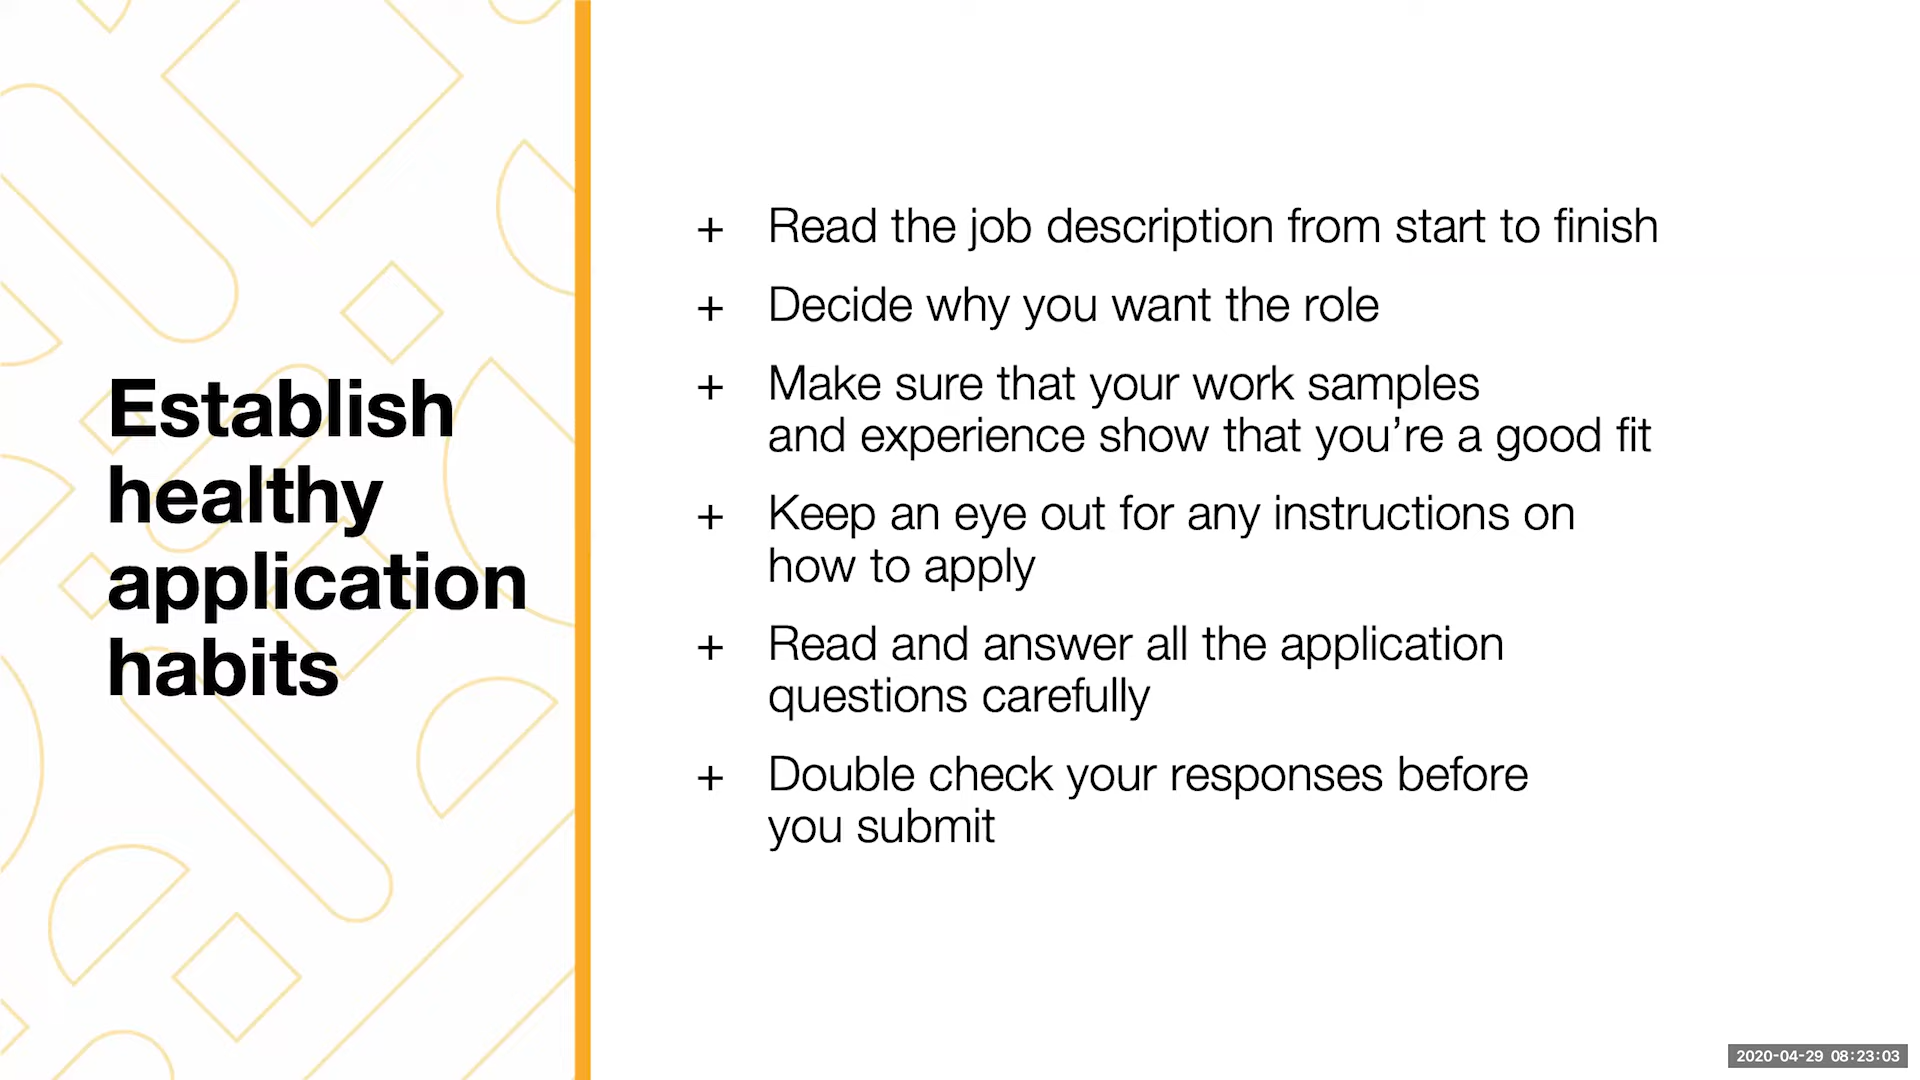 Establish
healthy
application
habits
+ Read the job description from start to finish
+ Decide why you want the role
+ Make sure that your work samples
and experience show that you’re a good fit
+ Keep an eye out for any instructions on
how to apply
+ Read and answer all the application
questions carefully
+ Double check your responses before
you submit
2020-04-29 08:23:03